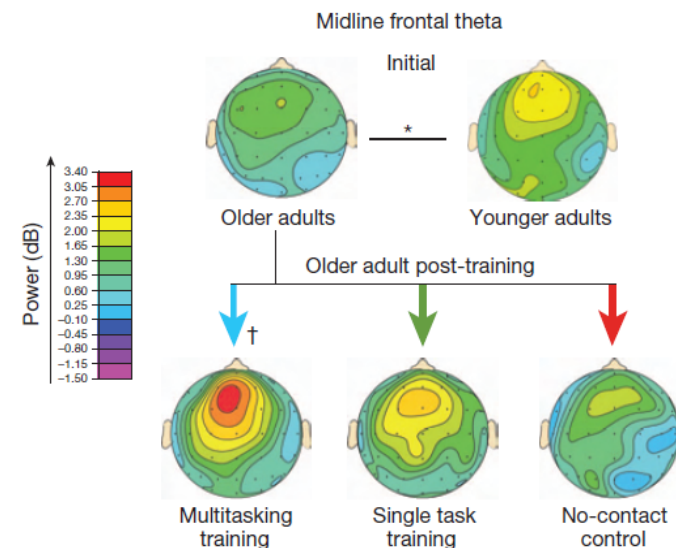 Midline frontal theta
Initial
*
Older adults
Younger adults
Power (dB)
3.40
3.05
2.70
2.35
2.00
1.65
1.30
0.95
0.60
0.25
–0.10
–0.45
–0.80
–1.15
–1.50
Older adult post-training
†
Multitasking
training
Single task
training
No-contact
control